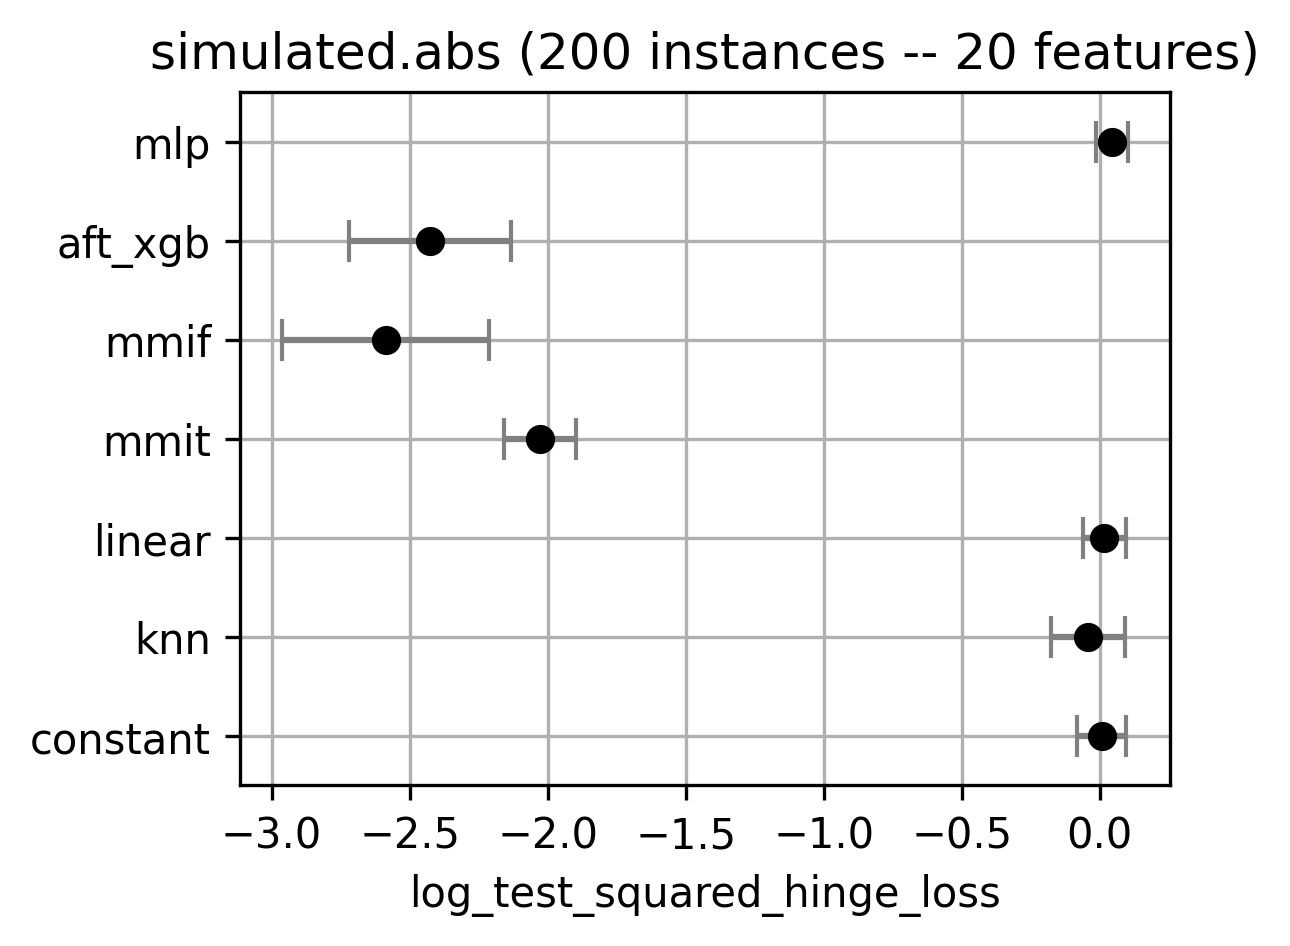 simulated.abs (200 instances -- 20 features)
mlp
aft_xgb
mmif
mmit
linear
knn
constant
−3.0 −2.5 −2.0 −1.5 −1.0 −0.5 0.0
log_test_squared_hinge_loss